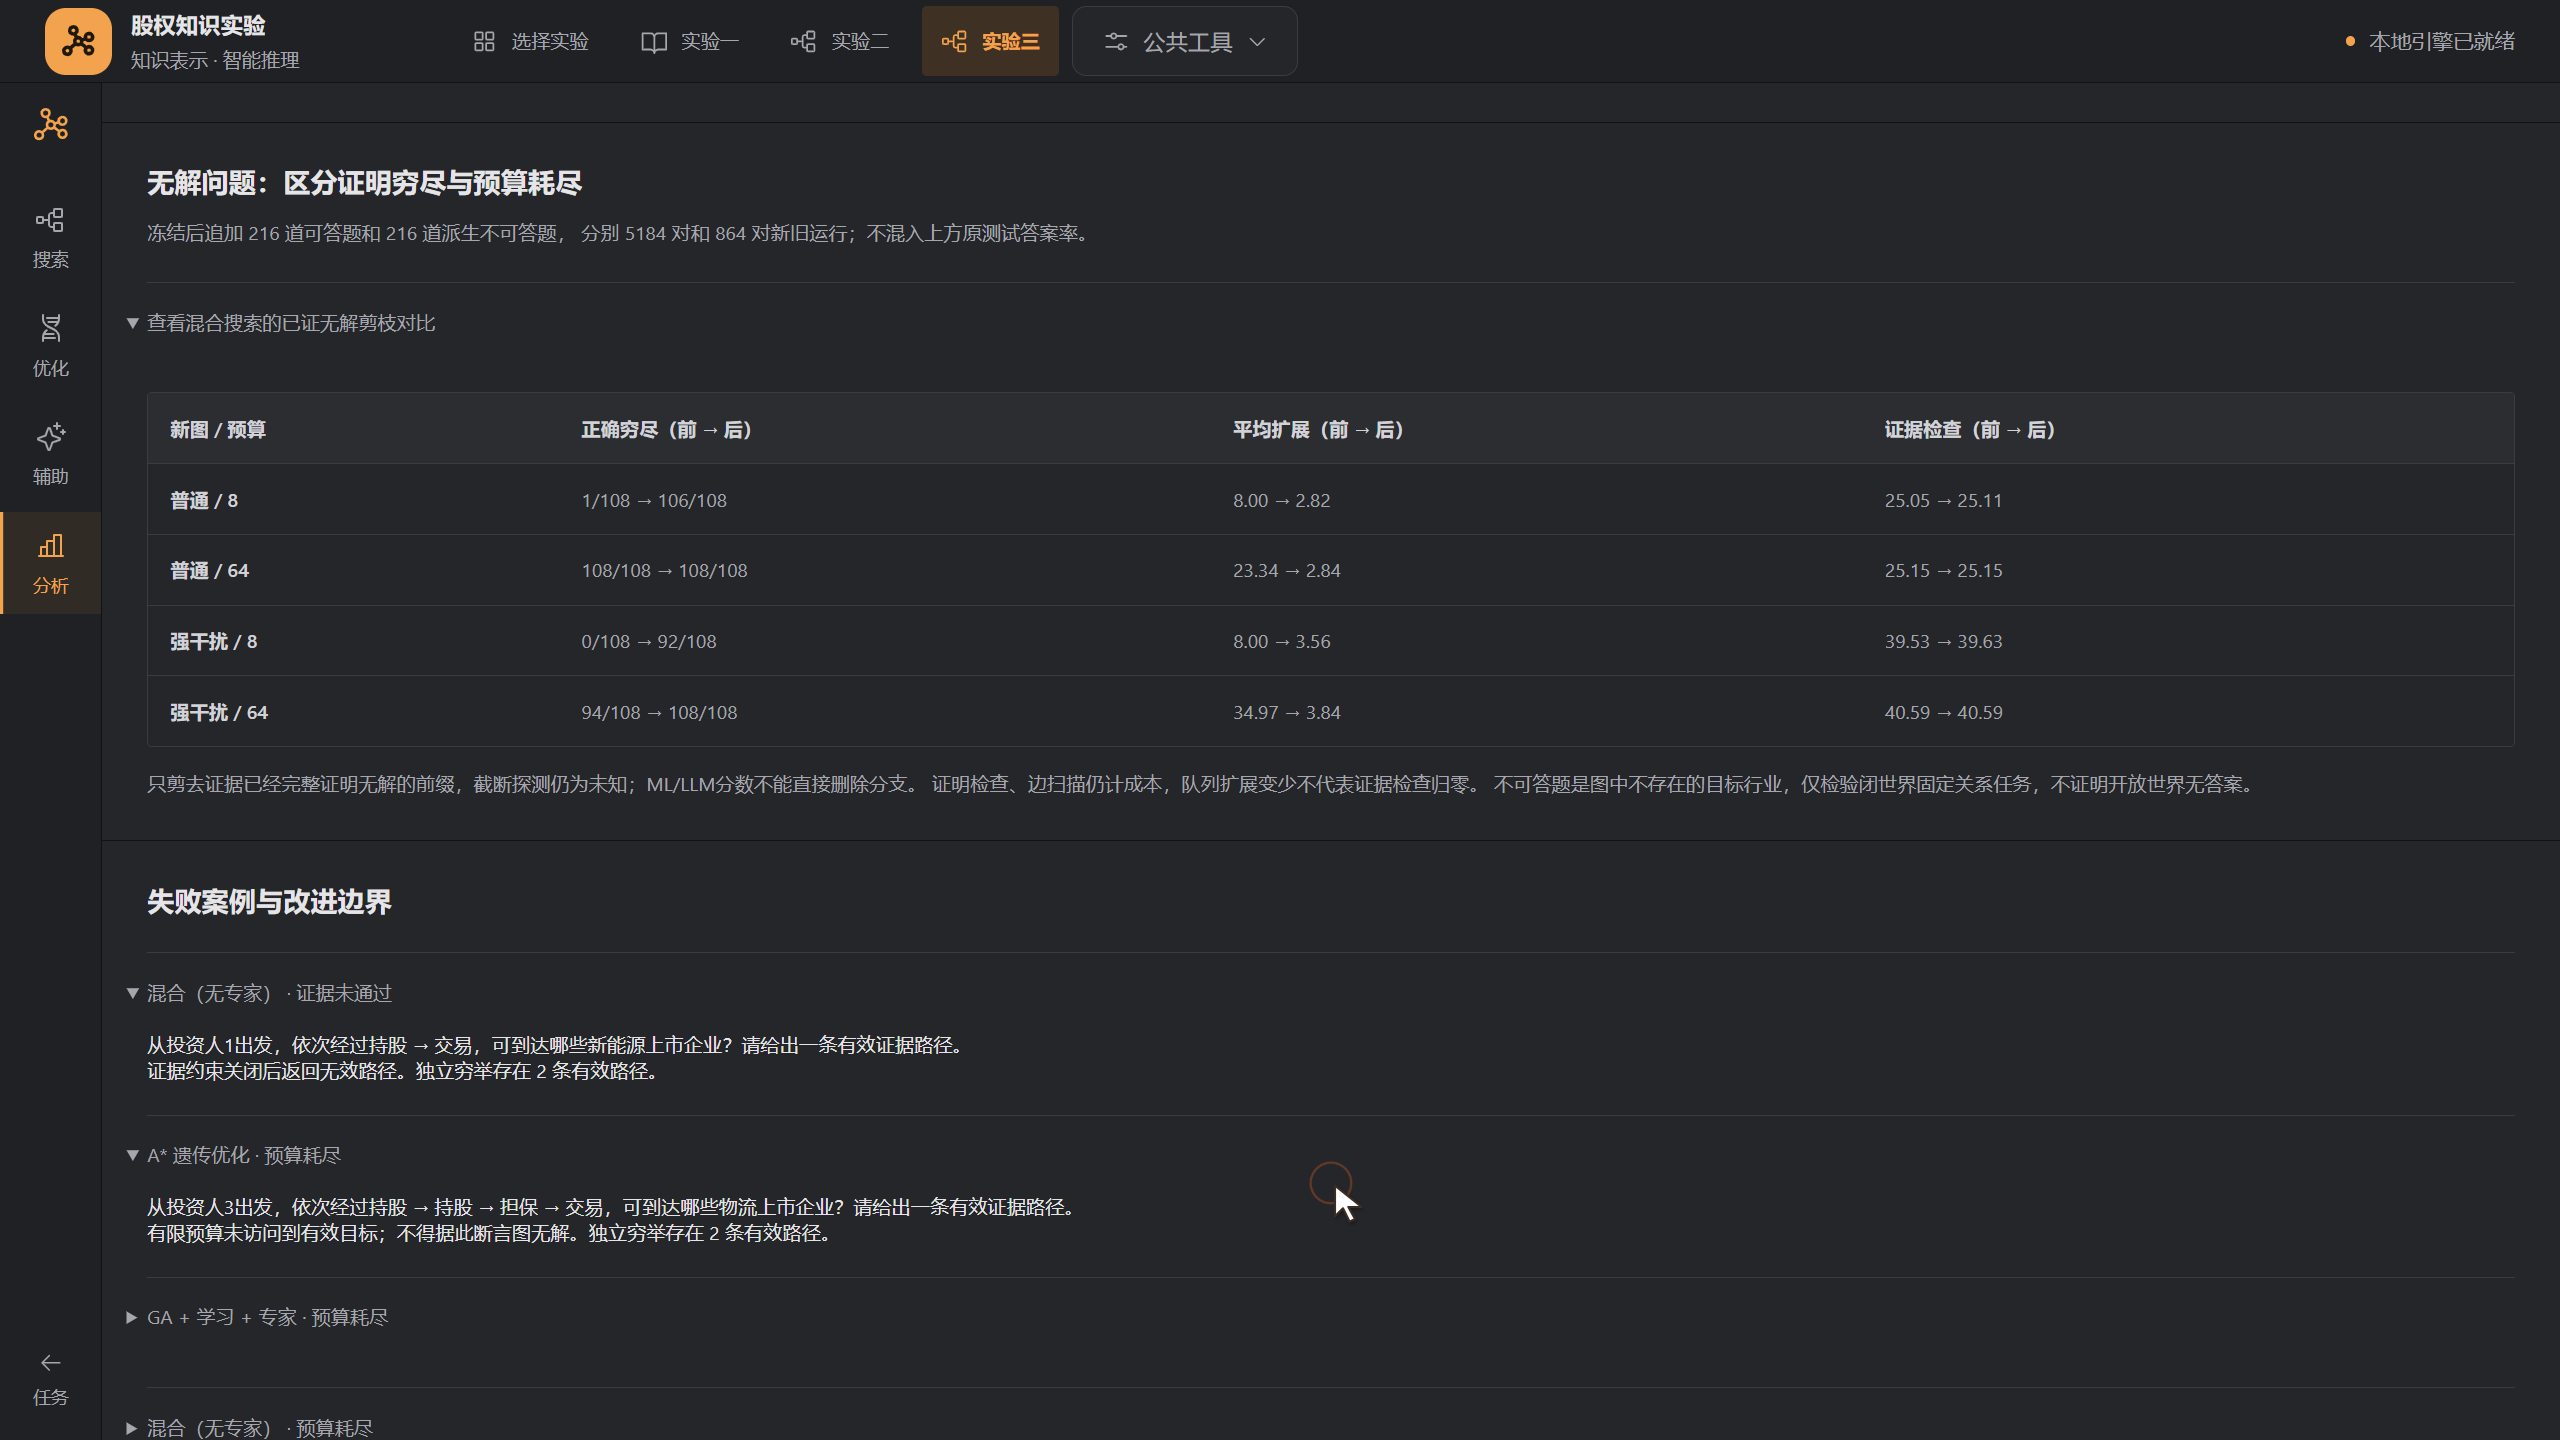 股权知识实验
知识表示 · 智能推理
选择实验
实验一
实验二
实验三
公共工具
本地引擎已就绪
搜索
优化
辅助
分析
任务
无解问题：区分证明穷尽与预算耗尽
冻结后追加 216 道可答题和 216 道派生不可答题， 分别 5184 对和 864 对新旧运行；不混入上方原测试答案率。
▼ 查看混合搜索的已证无解剪枝对比
新图 / 预算 正确穷尽（前 → 后） 平均扩展（前 → 后） 证据检查（前 → 后）
普通 / 8 1/108 → 106/108 8.00 → 2.82 25.05 → 25.11
普通 / 64 108/108 → 108/108 23.34 → 2.84 25.15 → 25.15
强干扰 / 8 0/108 → 92/108 8.00 → 3.56 39.53 → 39.63
强干扰 / 64 94/108 → 108/108 34.97 → 3.84 40.59 → 40.59
只剪去证据已经完整证明无解的前缀，截断探测仍为未知；ML/LLM分数不能直接删除分支。 证明检查、边扫描仍计成本，队列扩展变少不代表证据检查归零。 不可答题是图中不存在的目标行业，仅检验闭世界固定关系任务，不证明开放世界无答案。
失败案例与改进边界
▼ 混合（无专家） · 证据未通过
从投资人1出发，依次经过持股 → 交易，可到达哪些新能源上市企业？请给出一条有效证据路径。
证据约束关闭后返回无效路径。独立穷举存在 2 条有效路径。
▼ A* 遗传优化 · 预算耗尽
从投资人3出发，依次经过持股 → 持股 → 担保 → 交易，可到达哪些物流上市企业？请给出一条有效证据路径。
有限预算未访问到有效目标；不得据此断言图无解。独立穷举存在 2 条有效路径。
▶ GA + 学习 + 专家 · 预算耗尽
▶ 混合（无专家） · 预算耗尽